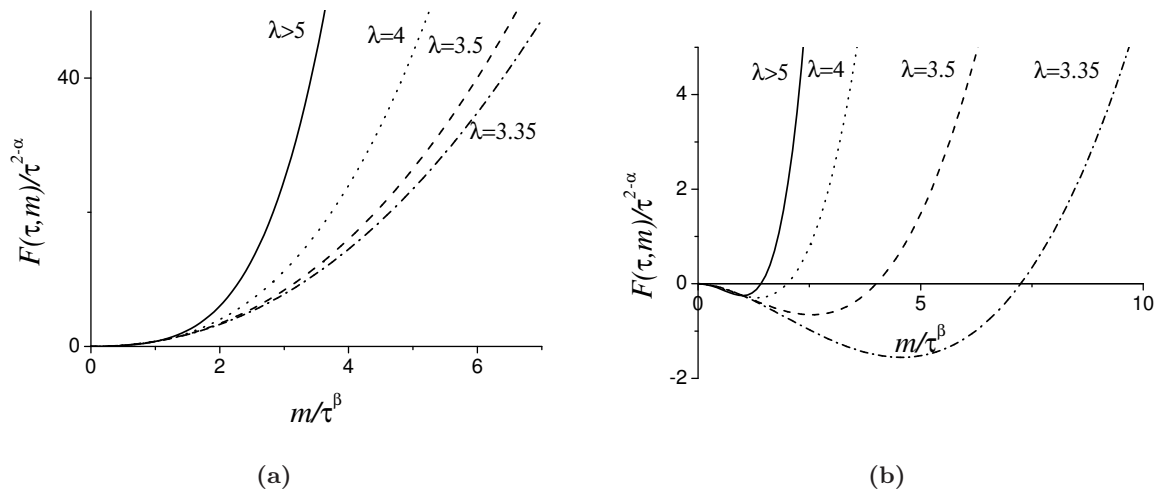 λ>5
λ=4
λ=3.5
λ=3.35
40
0
F(τ,m)/τ^{2-α}
0
2
4
6
m/τ^β
(a)
λ>5
λ=4
λ=3.5
λ=3.35
4
2
0
-2
F(τ,m)/τ^{2-α}
0
5
10
m/τ^β
(b)